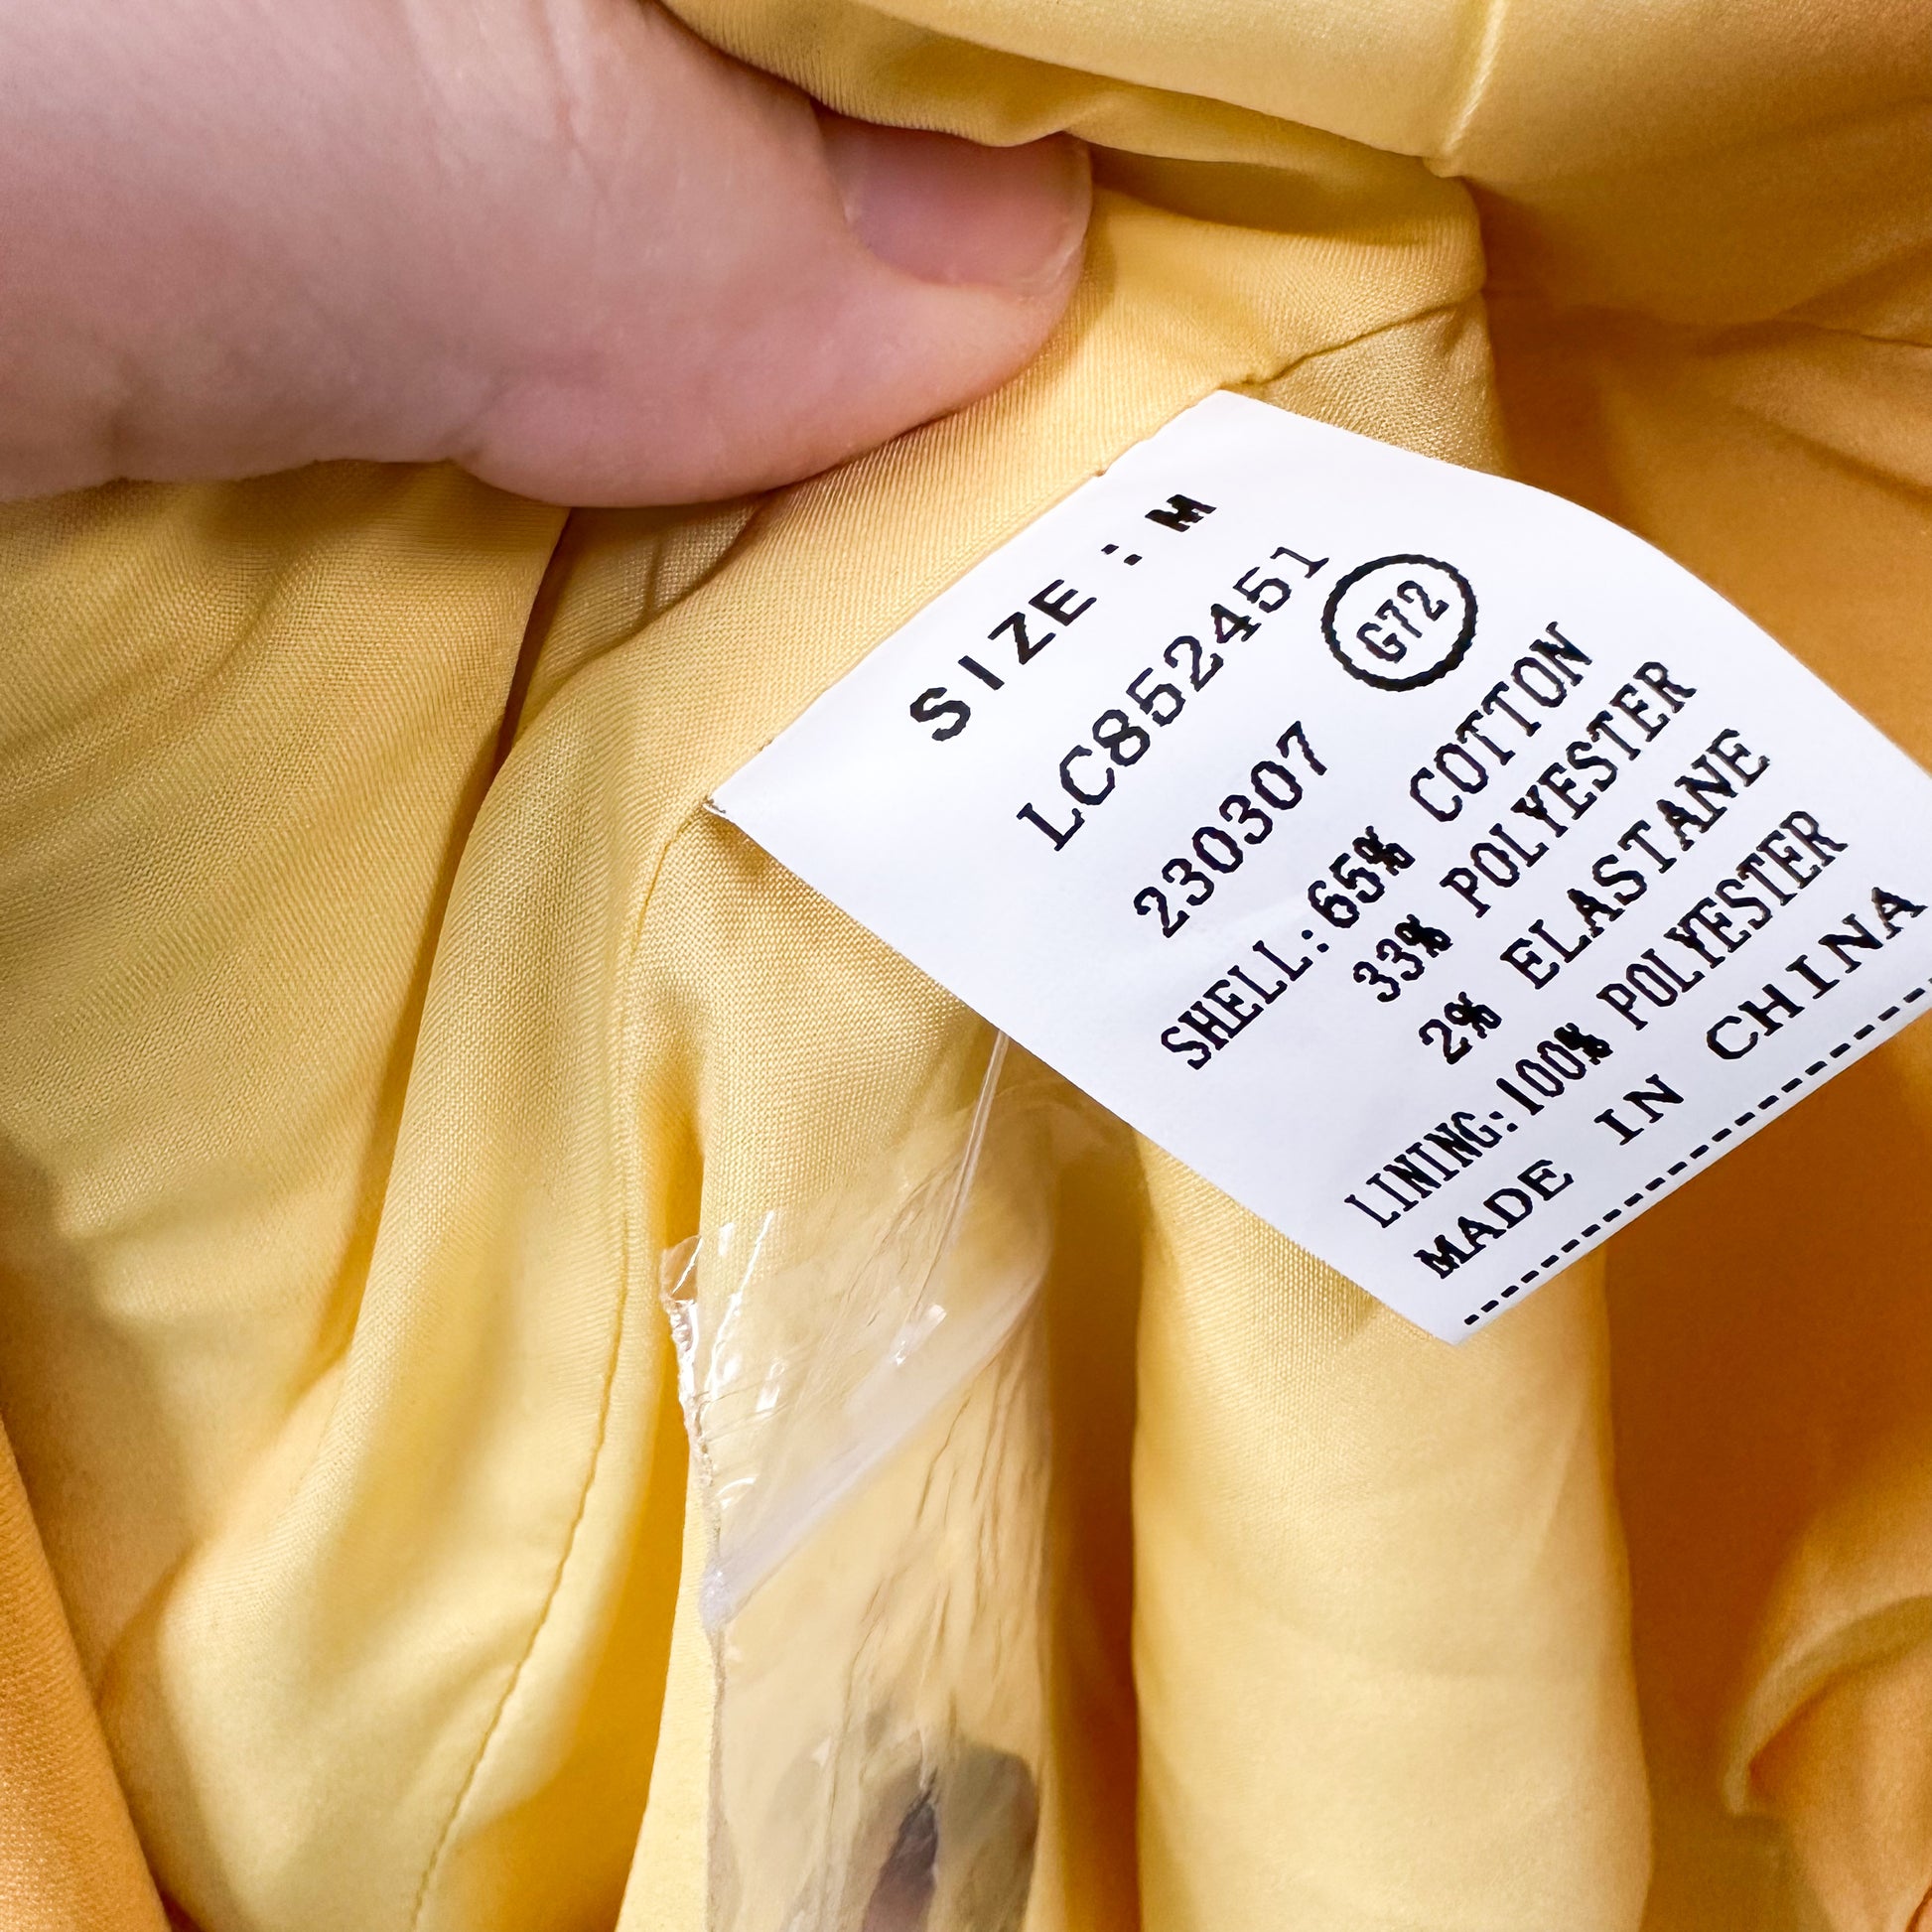 SIZE : M
LC852451
G72
230307
SHELL: 65% COTTON
33% POLYESTER
2% ELASTANE
LINING: 100% POLYESTER
MADE IN CHINA